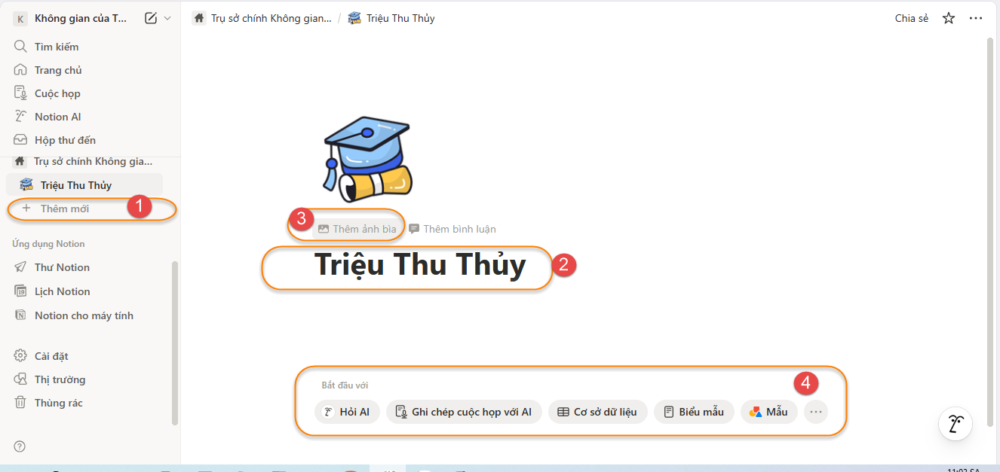 K Không gian của T...
Tìm kiếm
Trang chủ
Cuộc họp
Notion AI
Hộp thư đến
Trụ sở chính Không gia...
Triệu Thu Thủy
+ Thêm mới
1
Ứng dụng Notion
Thư Notion
19 Lịch Notion
Notion cho máy tính
Cài đặt
Thị trường
Thùng rác
Trụ sở chính Không gian... / Triệu Thu Thủy
Chia sẻ
3
Thêm ảnh bìa Thêm bình luận
Triệu Thu Thủy
2
Bắt đầu với
4
Hỏi AI Ghi chép cuộc họp với AI Cơ sở dữ liệu Biểu mẫu Mẫu ...